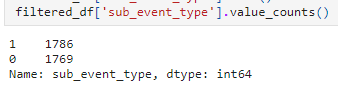 filtered_df['sub_event_type'].value_counts()
1    1786
0    1769
Name: sub_event_type, dtype: int64